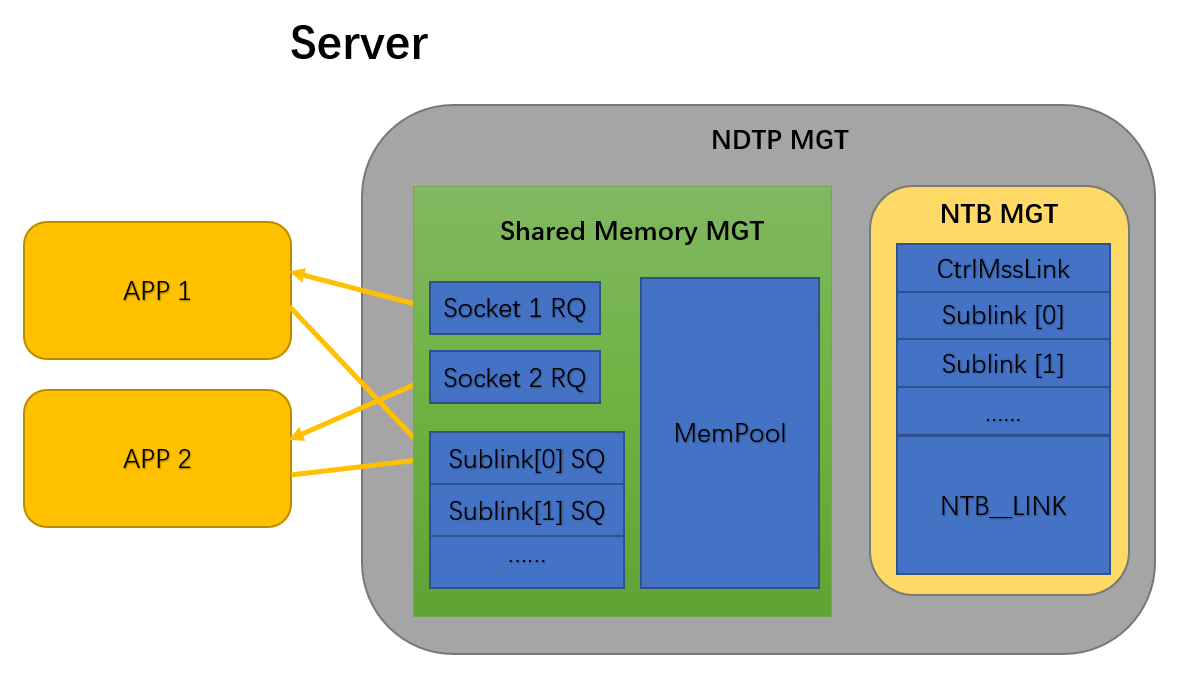 Server
NDTP MGT
APP 1
APP 2
Shared Memory MGT
Socket 1 RQ
Socket 2 RQ
Sublink[0] SQ
Sublink[1] SQ
......
MemPool
NTB MGT
CtrlMssLink
Sublink [0]
Sublink [1]
......
NTB__LINK